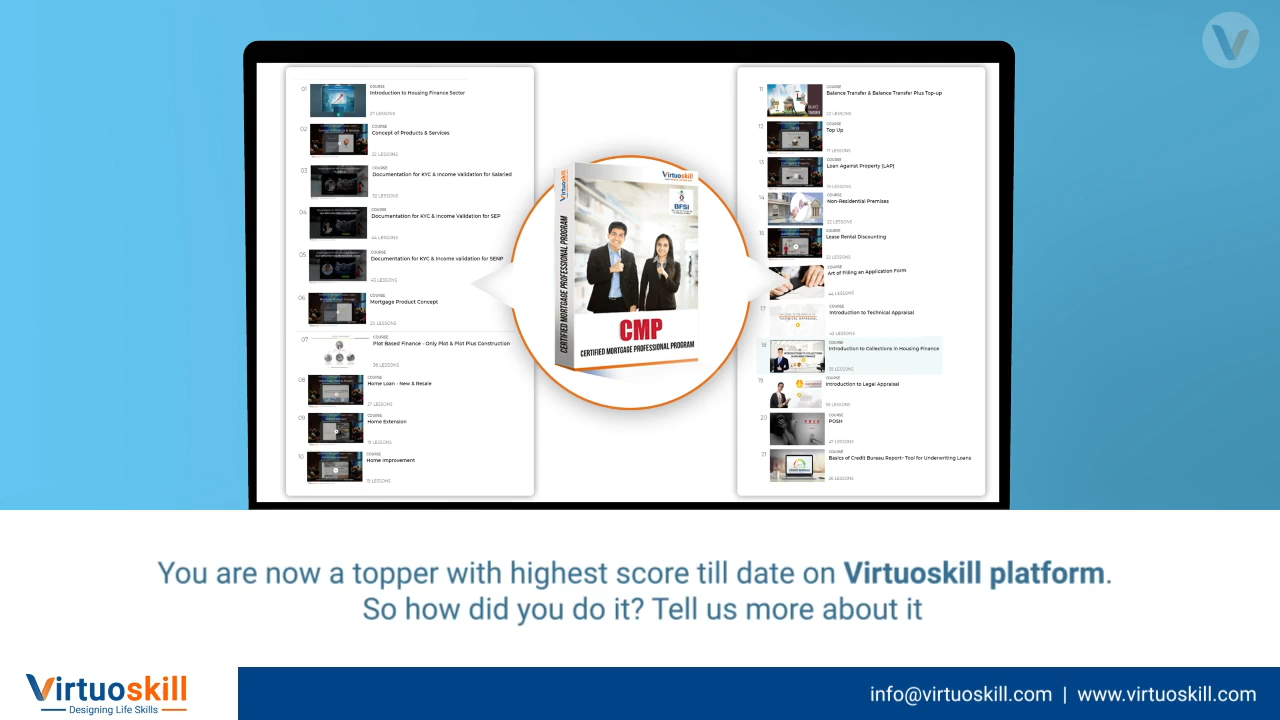 01
COURSE
Introduction to Housing Finance Sector
27 LESSONS
02
COURSE
Concept of Products & Services
32 LESSONS
03
COURSE
Documentation for KYC & Income Validation for Salaried
04
COURSE
Documentation for KYC & Income Validation for SEP
44 LESSONS
05
COURSE
Documentation for KYC & Income validation for SENP
45 LESSONS
06
COURSE
Mortgage Product Concept
20 LESSONS
07
COURSE
Plot Based Finance - Only Plot & Plot Plus Construction
38 LESSONS
08
COURSE
Home Loan - New & Resale
27 LESSONS
09
COURSE
Home Extension
LESSONS
10
COURSE
Home Improvement
LESSONS
Virtuoskill
CERTIFIED MORTGAGE PROFESSIONAL PROGRAM
Virtuoskill
BFSI
CMP
CERTIFIED MORTGAGE PROFESSIONAL PROGRAM
11
COURSE
Balance Transfer & Balance Transfer Plus Top-up
LESSONS
12
COURSE
Top Up
17 LESSONS
13
COURSE
Loan Against Property (LAP)
LESSONS
14
COURSE
Non-Residential Premises
22 LESSONS
15
COURSE
Lease Rental Discounting
LESSONS
COURSE
Art of Filling an Application Form
44 LESSONS
17
COURSE
Introduction to Technical Appraisal
42 LESSONS
18
COURSE
Introduction to Collections in Housing Finance
LESSONS
19
COURSE
Introduction to Legal Appraisal
LESSONS
20
COURSE
POSH
47 LESSONS
21
COURSE
Basics of Credit Bureau Report- Tool for Underwriting Loans
26 LESSONS
You are now a topper with highest score till date on Virtuoskill platform.
So how did you do it? Tell us more about it
Virtuoskill
Designing Life Skills
info@virtuoskill.com | www.virtuoskill.com